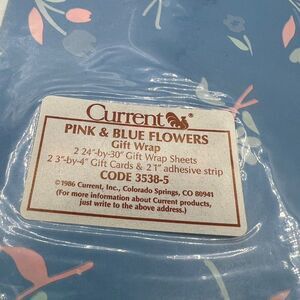 Current®
PINK & BLUE FLOWERS
Gift Wrap
2 24"-by-30" Gift Wrap Sheets
2 3"-by-4" Gift Cards & 2 1" adhesive strip
CODE 3538-5
©1986 Current, Inc., Colorado Springs, CO 80941
(For more information about Current products,
just write to the above address.)